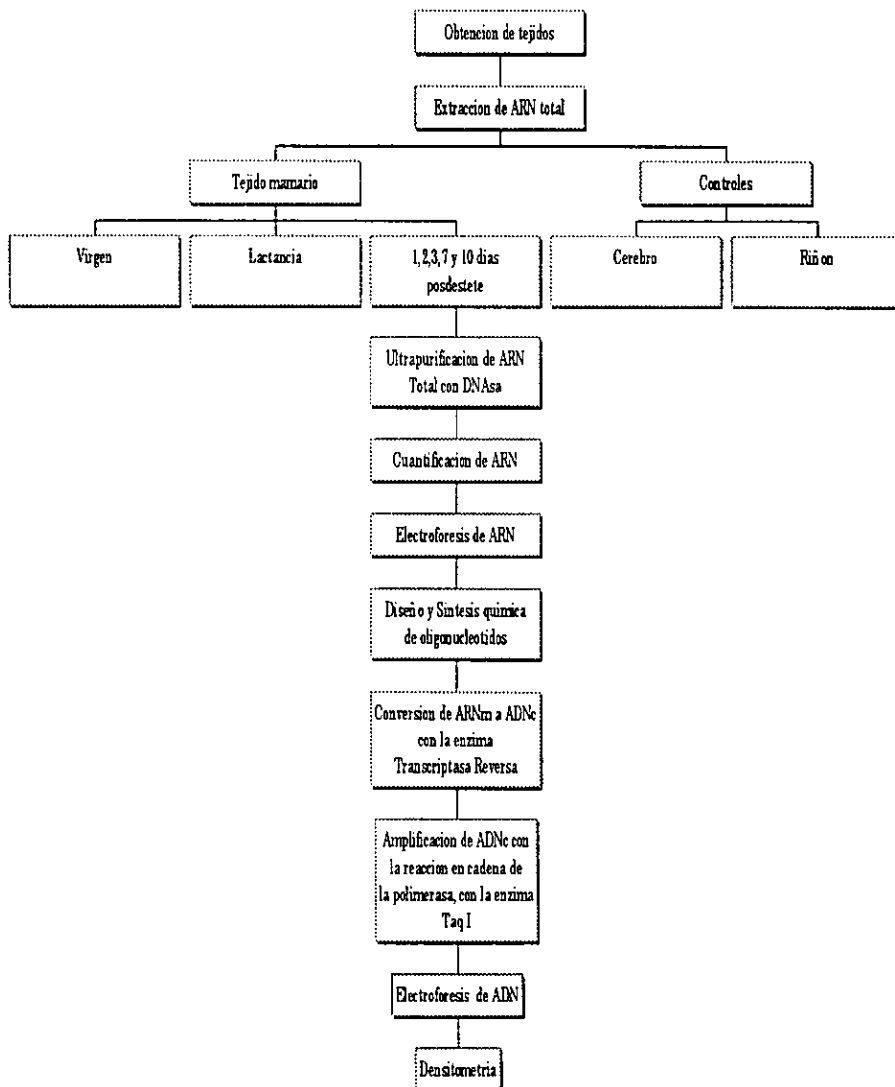 Obtencion de tejidos
Extraccion de ARN total
Tejido mamario
Controles
Virgen
Lactancia
1, 2, 3, 7 y 10 dias
posdestete
Cerebro
Riñon
Ultrapurificacion de ARN
Total con DNAsa
Cuantificacion de ARN
Electroforesis de ARN
Diseño y Sintesis quimica
de oligonucleotidos
Conversion de ARNm a ADNc
con la enzima
Transcriptasa Reversa
Amplificacion de ADNc con
la reaccion en cadena de
la polimerasa, con la enzima
Taq I
Electroforesis de ADN
Densitometria